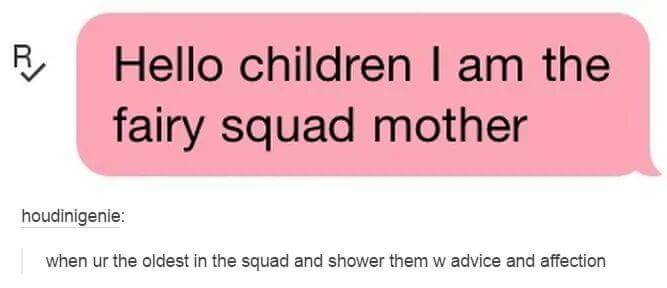 R
Hello children I am the
fairy squad mother
houdinigenie:
when ur the oldest in the squad and shower them w advice and affection